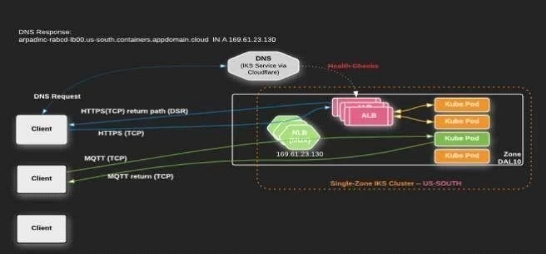 DNS Response:
arpadinc-rabcd-lb00.us-south.containers.appdomain.cloud IN A 169.61.23.130
DNS
(IKS Service via
Cloudflare)
Health Checks
DNS Request
HTTPS(TCP) return path (DSR)
ALB
Kube Pod
Client
HTTPS (TCP)
NLB
Kube Pod
169.61.23.130
Kube Pod
MQTT (TCP)
Kube Pod
Zone
DAL10
Client
MQTT return (TCP)
Single-Zone IKS Cluster – US-SOUTH
Client